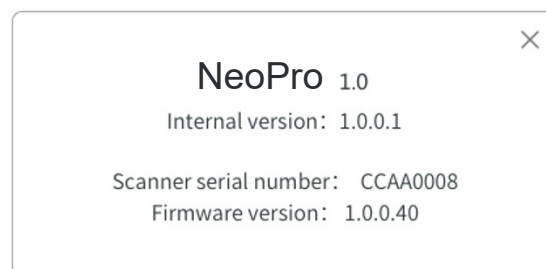 NeoPro 1.0
Internal version： 1.0.0.1
Scanner serial number： CCAA0008
Firmware version： 1.0.0.40